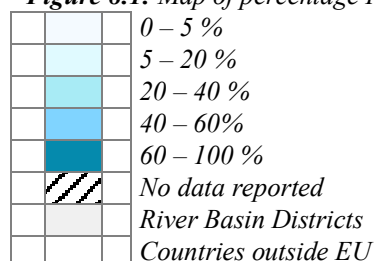 Figure 6.1: Map of percentage
0 – 5 %
5 – 20 %
20 – 40 %
40 – 60%
60 – 100 %
No data reported
River Basin Districts
Countries outside EU